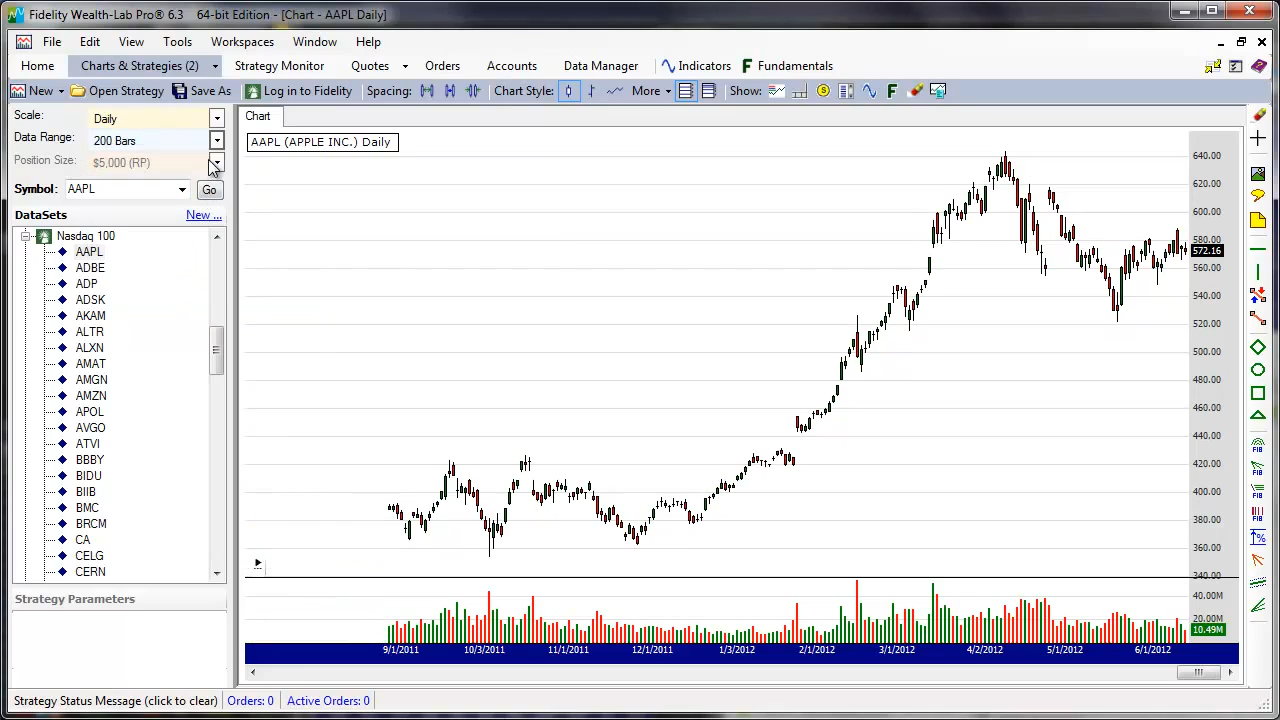 Fidelity Wealth-Lab Pro® 6.3    64-bit Edition - [Chart - AAPL Daily]
File Edit View Tools Workspaces Window Help
Home Charts & Strategies (2) Strategy Monitor Quotes Orders Accounts Data Manager Indicators F Fundamentals
New Open Strategy Save As Log in to Fidelity Spacing: Chart Style: More Show: $ F
Scale: Daily
Data Range: 200 Bars
Position Size: $5,000 (RP)
Symbol: AAPL Go
DataSets New ...
Nasdaq 100
AAPL
ADBE
ADP
ADSK
AKAM
ALTR
ALXN
AMAT
AMGN
AMZN
APOL
AVGO
ATVI
BBBY
BIDU
BIIB
BMC
BRCM
CA
CELG
CERN
Strategy Parameters
Chart
AAPL (APPLE INC.) Daily
640.00
620.00
600.00
580.00
572.16
560.00
540.00
520.00
500.00
480.00
460.00
440.00
420.00
400.00
380.00
360.00
340.00
40.00M
20.00M
10.49M
9/1/2011 10/3/2011 11/1/2011 12/1/2011 1/3/2012 2/1/2012 3/1/2012 4/2/2012 5/1/2012 6/1/2012
FIB
FIB
FIB
FIB
%
Strategy Status Message (click to clear) Orders: 0 Active Orders: 0